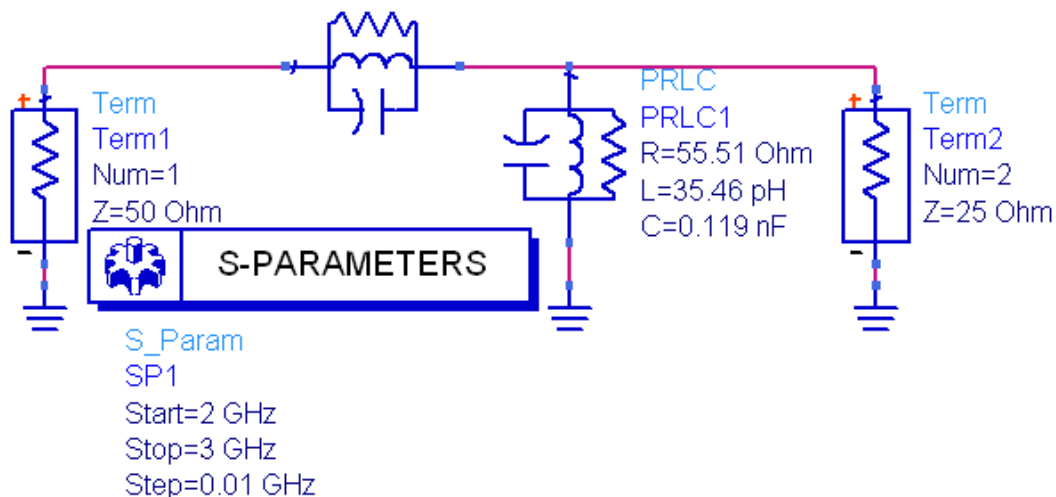 +
Term
Term1
Num=1
Z=50 Ohm
-
PRLC
PRLC1
R=55.51 Ohm
L=35.46 pH
C=0.119 nF
+
Term
Term2
Num=2
Z=25 Ohm
-
S-PARAMETERS
S_Param
SP1
Start=2 GHz
Stop=3 GHz
Step=0.01 GHz